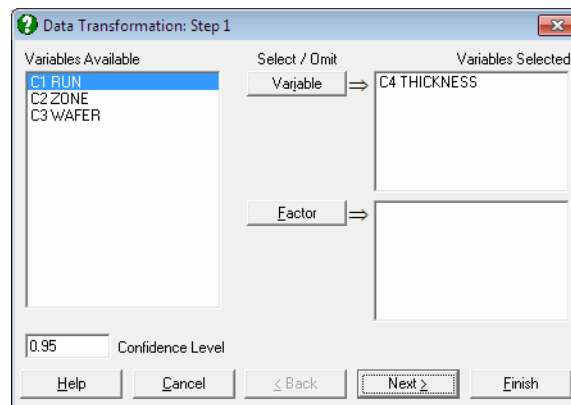 Data Transformation: Step 1
Variables Available
Select / Omit
Variables Selected
C1 RUN
C2 ZONE
C3 WAFER
Variable
C4 THICKNESS
Factor
0.95
Confidence Level
Help
Cancel
< Back
Next >
Finish